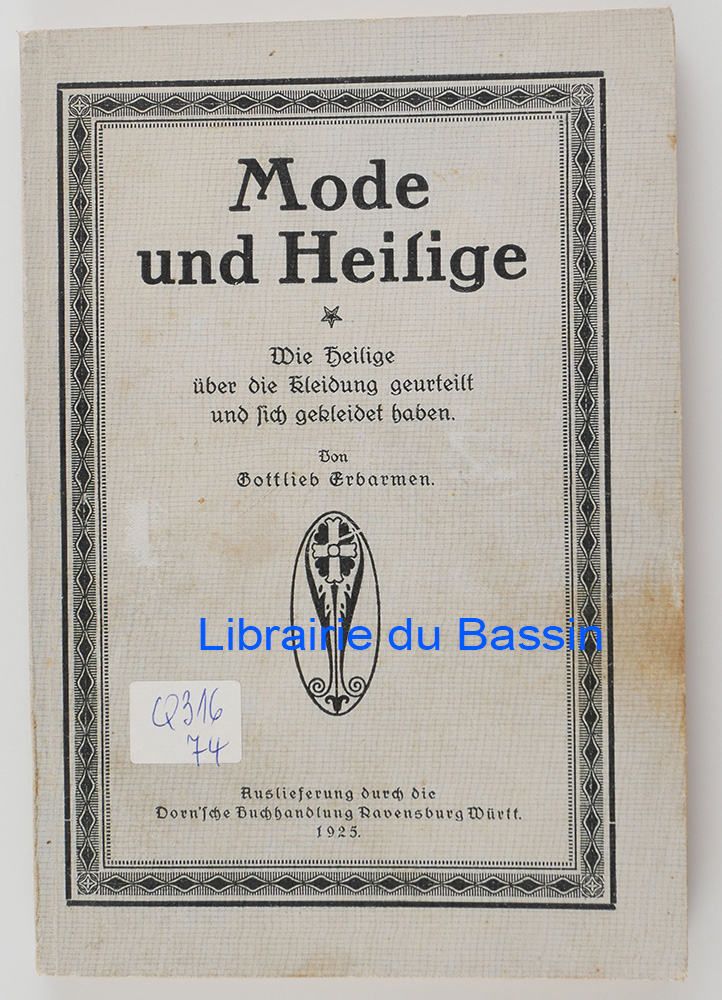 Mode
und Heilige
Wie Heilige
über die Kleidung geurteilt
und sich gekleidet haben.
Von
Gottlieb Erbarmen.
Librairie du Bassin
Q316
74
Auslieferung durch die
Dorn'sche Buchhandlung Ravensburg Württ.
1925.